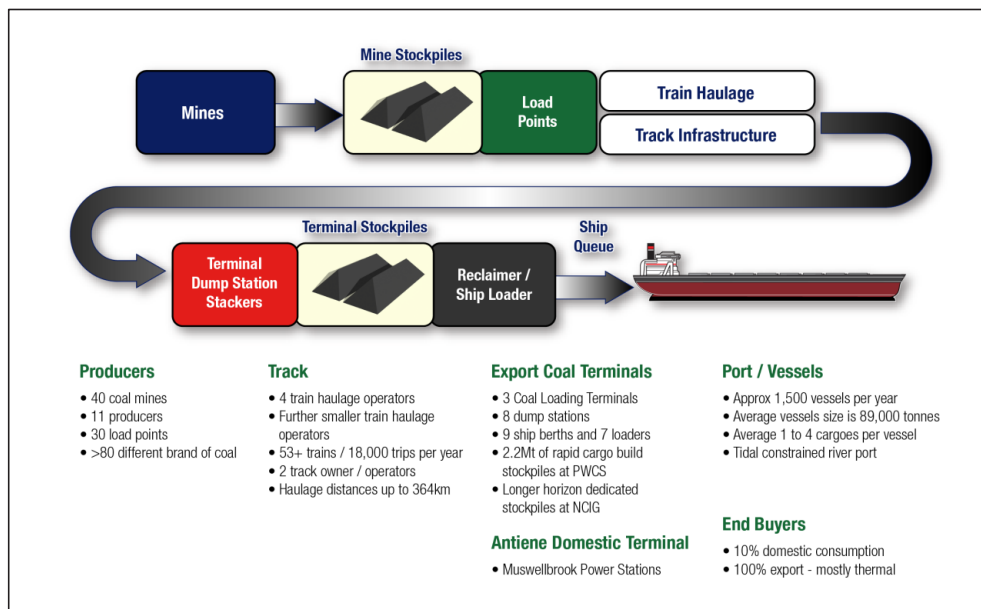 Mine Stockpiles
Mines
Load
Points
Train Haulage
Track Infrastructure
Terminal Stockpiles
Ship
Queue
Terminal
Dump Station
Stackers
Reclaimer /
Ship Loader
Producers
• 40 coal mines
• 11 producers
• 30 load points
• >80 different brand of coal
Track
• 4 train haulage operators
• Further smaller train haulage
operators
• 53+ trains / 18,000 trips per year
• 2 track owner / operators
• Haulage distances up to 364km
Export Coal Terminals
• 3 Coal Loading Terminals
• 8 dump stations
• 9 ship berths and 7 loaders
• 2.2Mt of rapid cargo build
stockpiles at PWCS
• Longer horizon dedicated
stockpiles at NCIG
Antiene Domestic Terminal
• Muswellbrook Power Stations
Port / Vessels
• Approx 1,500 vessels per year
• Average vessels size is 89,000 tonnes
• Average 1 to 4 cargoes per vessel
• Tidal constrained river port
End Buyers
• 10% domestic consumption
• 100% export - mostly thermal